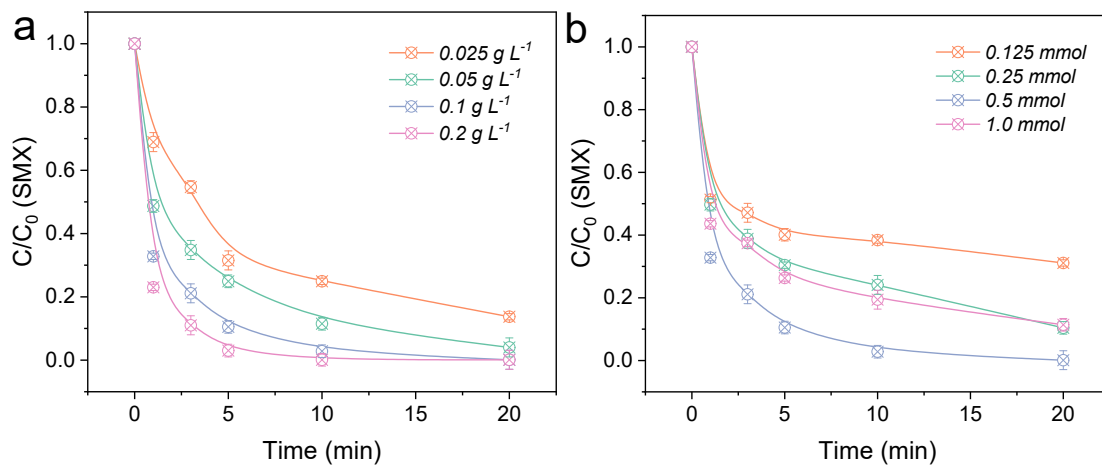 a
0.025 g L⁻¹
0.05 g L⁻¹
0.1 g L⁻¹
0.2 g L⁻¹
1.0
0.8
0.6
0.4
0.2
0.0
C/C₀ (SMX)
0 5 10 15 20
Time (min)
b
0.125 mmol
0.25 mmol
0.5 mmol
1.0 mmol
1.0
0.8
0.6
0.4
0.2
0.0
C/C₀ (SMX)
0 5 10 15 20
Time (min)